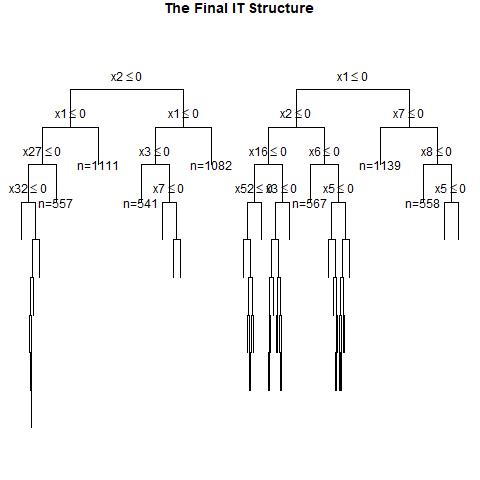 The Final IT Structure
x2 ≤ 0
x1 ≤ 0
x1 ≤ 0
x1 ≤ 0
x2 ≤ 0
x7 ≤ 0
x27 ≤ 0
n=1111
x3 ≤ 0
n=1082
x16 ≤ 0
x6 ≤ 0
n=1139
x8 ≤ 0
x32 ≤ 0
n=557
n=541
x7 ≤ 0
x52 ≤ 0
x3 ≤ 0
n=567
x5 ≤ 0
n=558
x5 ≤ 0